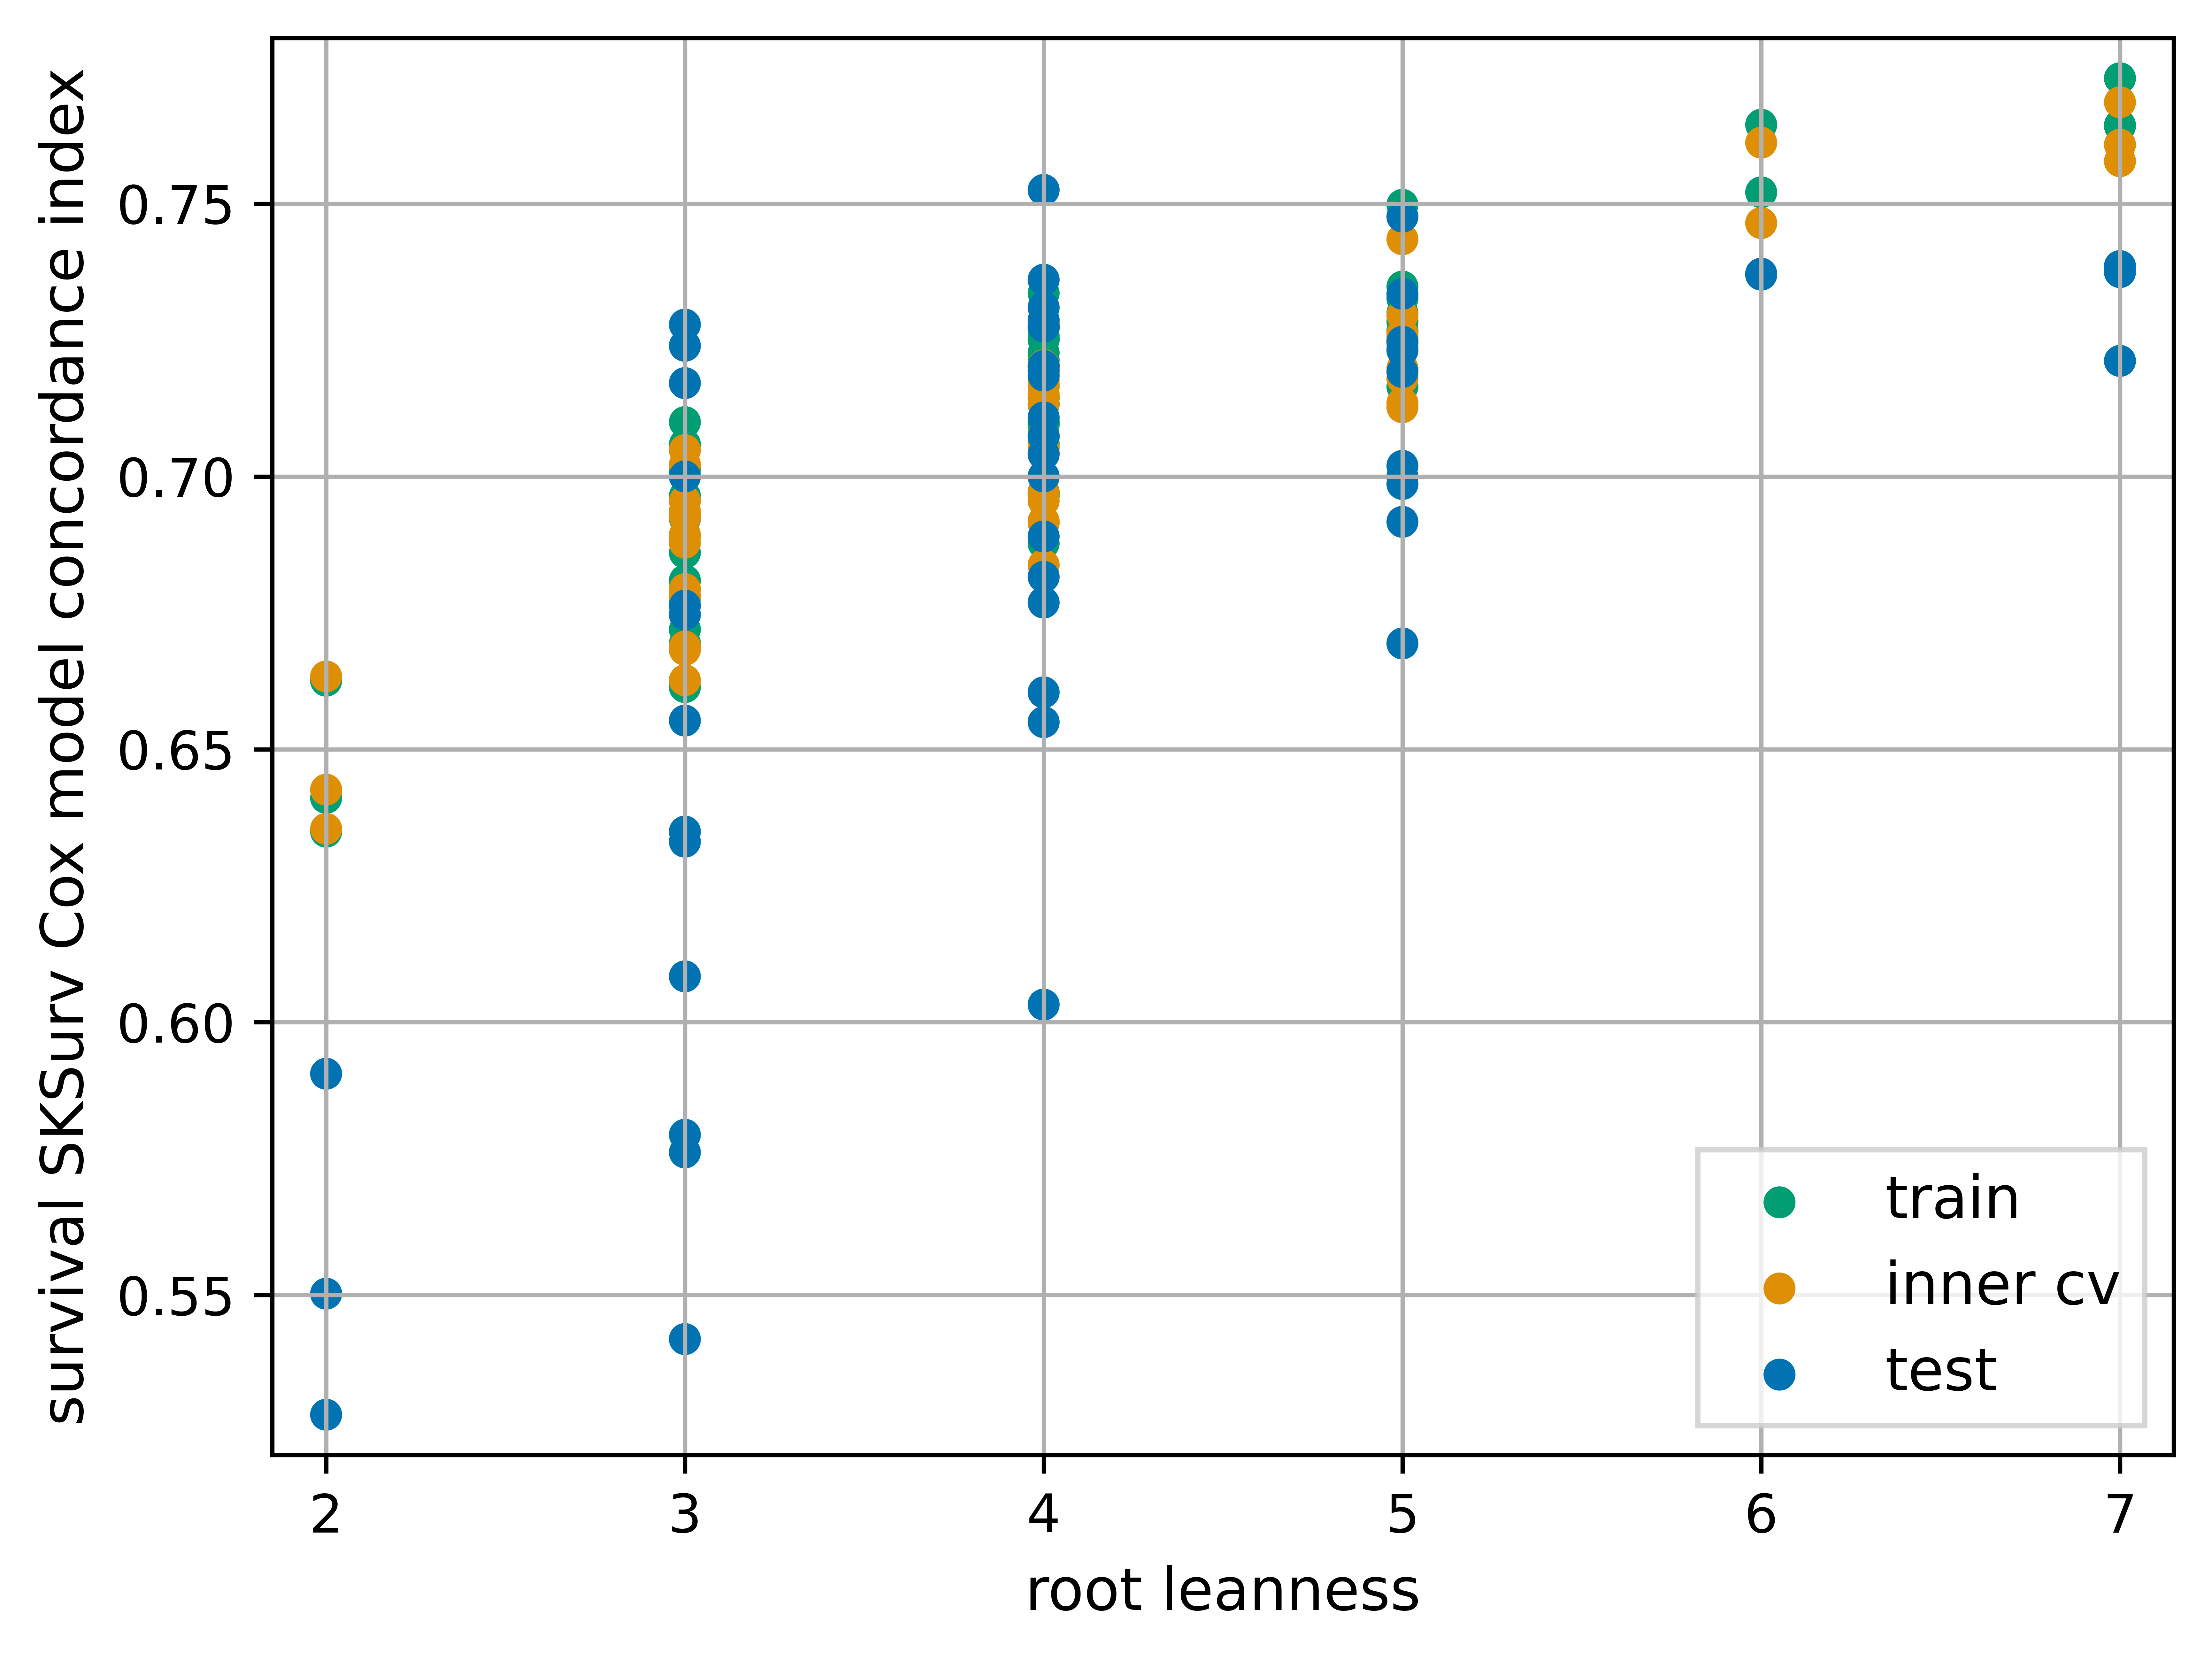 survival SKSurv Cox model concordance index
0.75
0.70
0.65
0.60
0.55
train
inner cv
test
2 3 4 5 6 7
root leanness